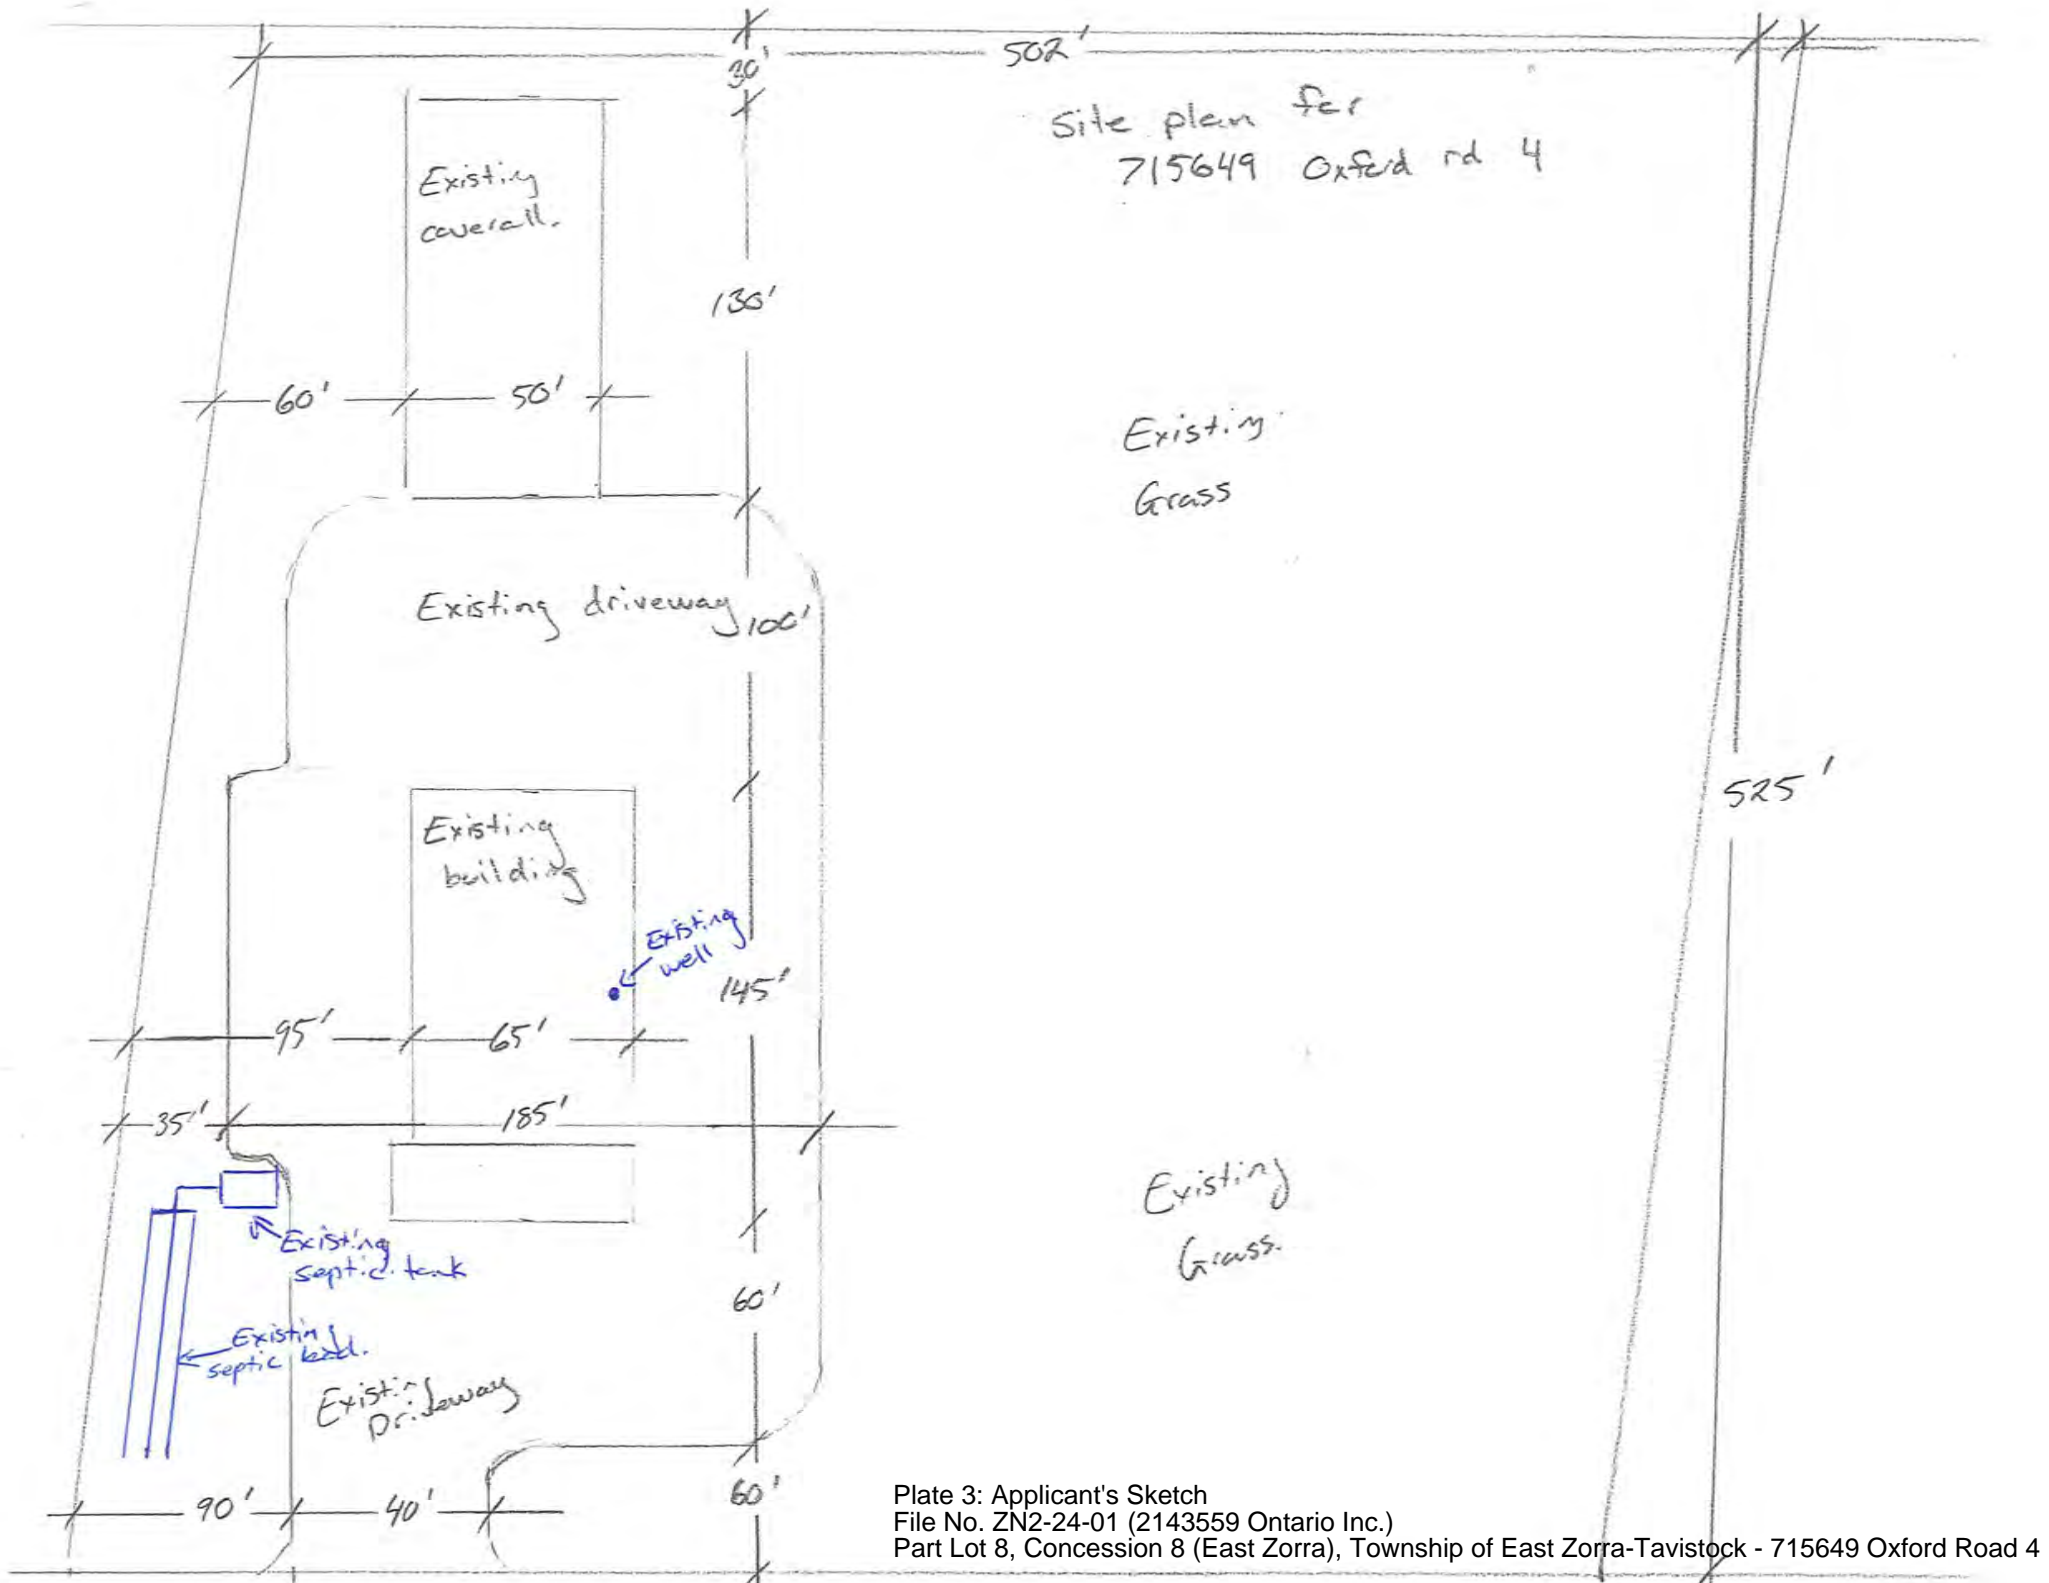 502'
30'
Site plan for
715649 Oxford rd 4
Existing
coverall.
130'
60'
50'
Existing
Grass
Existing driveway
100'
525'
Existing
building
Existing
well
145'
95'
65'
35'
185'
Existing
Grass.
Existing
septic tank
60'
Existing
septic bed.
Existing
Driveway
90'
40'
60'
Plate 3: Applicant's Sketch
File No. ZN2-24-01 (2143559 Ontario Inc.)
Part Lot 8, Concession 8 (East Zorra), Township of East Zorra-Tavistock - 715649 Oxford Road 4